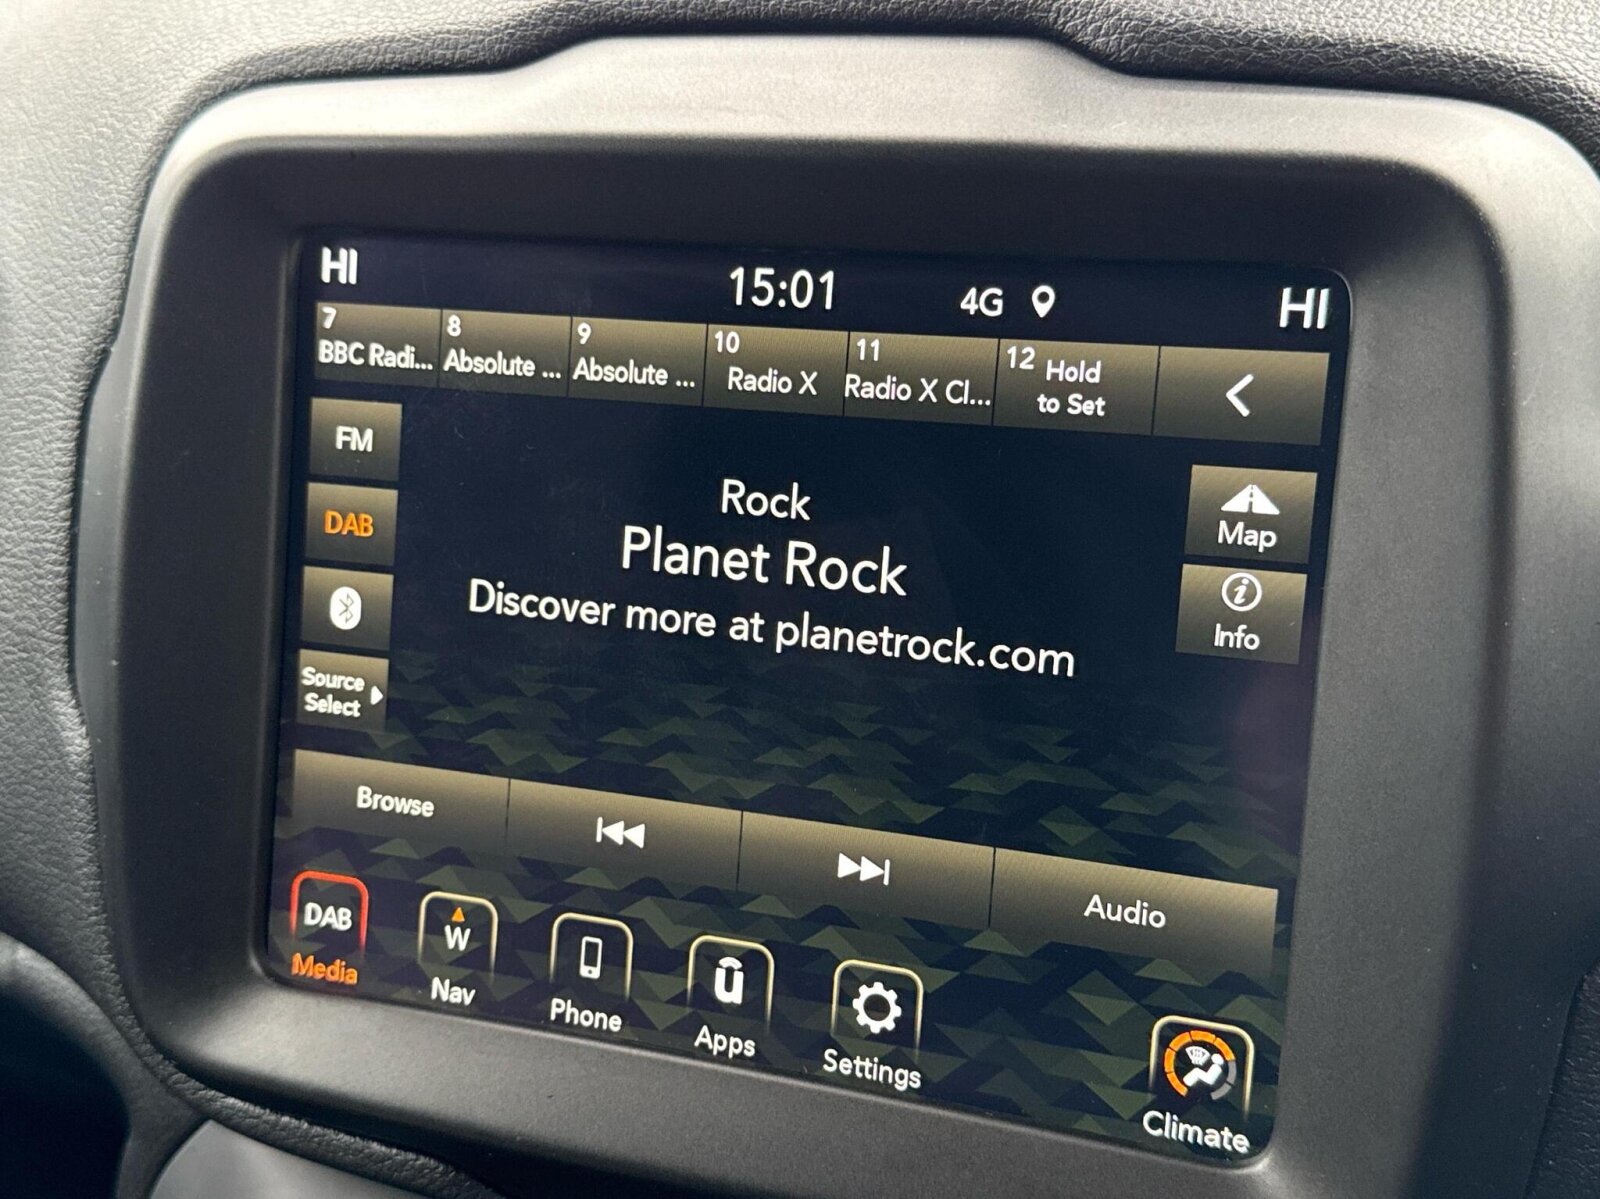 HI
15:01
4G
HI
7
BBC Radi...
8
Absolute ...
9
Absolute ...
10
Radio X
11
Radio X Cl...
12 Hold
to Set
FM
DAB
Source
Select
Rock
Planet Rock
Discover more at planetrock.com
Map
Info
Browse
Audio
DAB
Media
W
Nav
Phone
Apps
Settings
Climate